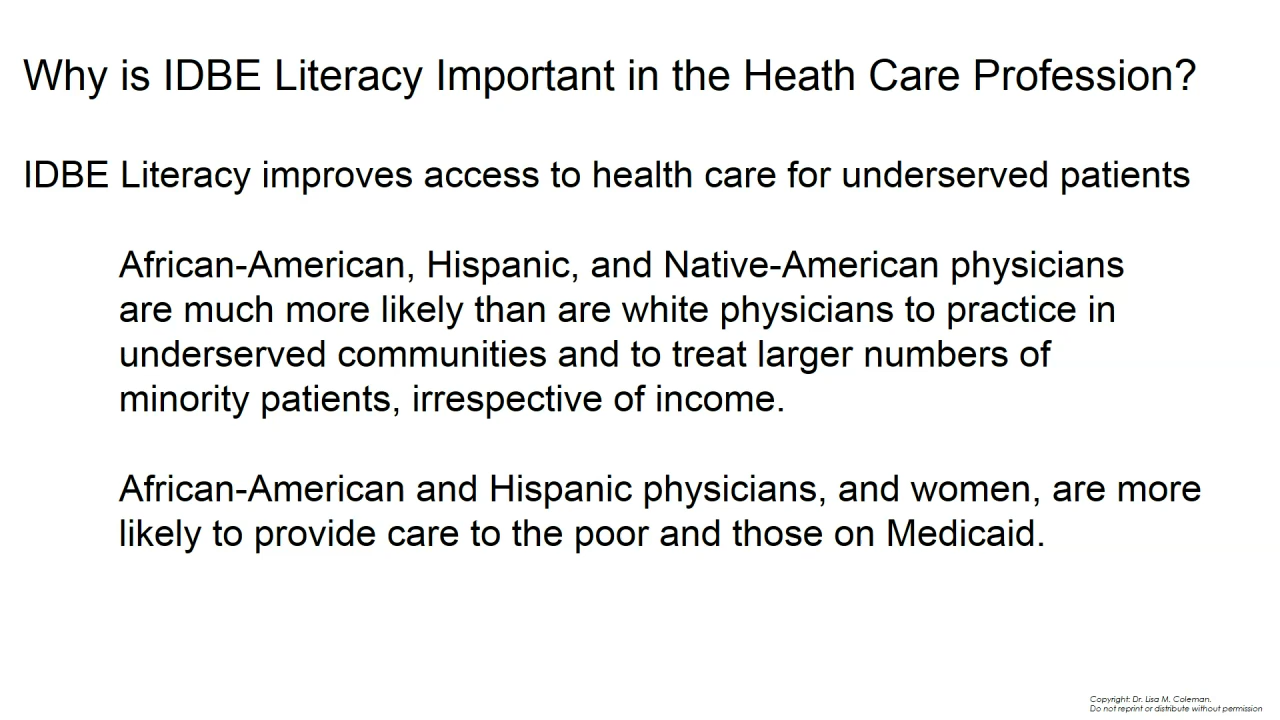 Why is IDBE Literacy Important in the Heath Care Profession?
IDBE Literacy improves access to health care for underserved patients
African-American, Hispanic, and Native-American physicians
are much more likely than are white physicians to practice in
underserved communities and to treat larger numbers of
minority patients, irrespective of income.
African-American and Hispanic physicians, and women, are more
likely to provide care to the poor and those on Medicaid.
Copyright: Dr. Lisa M. Coleman.
Do not reprint or distribute without permission